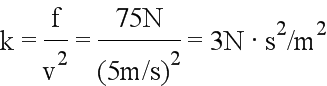 k = f/v² = 75N/(5m/s)² = 3N · s²/m²